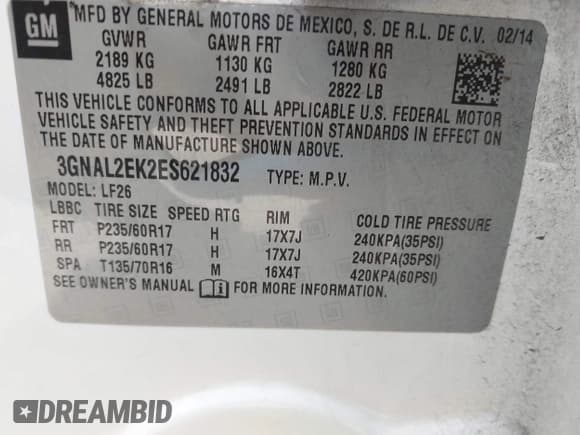 GM
MFD BY GENERAL MOTORS DE MEXICO, S. DE R.L. DE C.V. 02/14
GVWR GAWR FRT GAWR RR
2189 KG 1130 KG 1280 KG
4825 LB 2491 LB 2822 LB
THIS VEHICLE CONFORMS TO ALL APPLICABLE U.S. FEDERAL MOTOR
VEHICLE SAFETY AND THEFT PREVENTION STANDARDS IN EFFECT ON
THE DATE OF MANUFACTURE SHOWN ABOVE.
3GNAL2EK2ES621832 TYPE: M.P.V.
MODEL: LF26
LBBC TIRE SIZE SPEED RTG RIM COLD TIRE PRESSURE
FRT P235/60R17 H 17X7J 240KPA(35PSI)
RR P235/60R17 H 17X7J 240KPA(35PSI)
SPA T135/70R16 M 16X4T 420KPA(60PSI)
SEE OWNER'S MANUAL FOR MORE INFORMATION.
DREAMBID